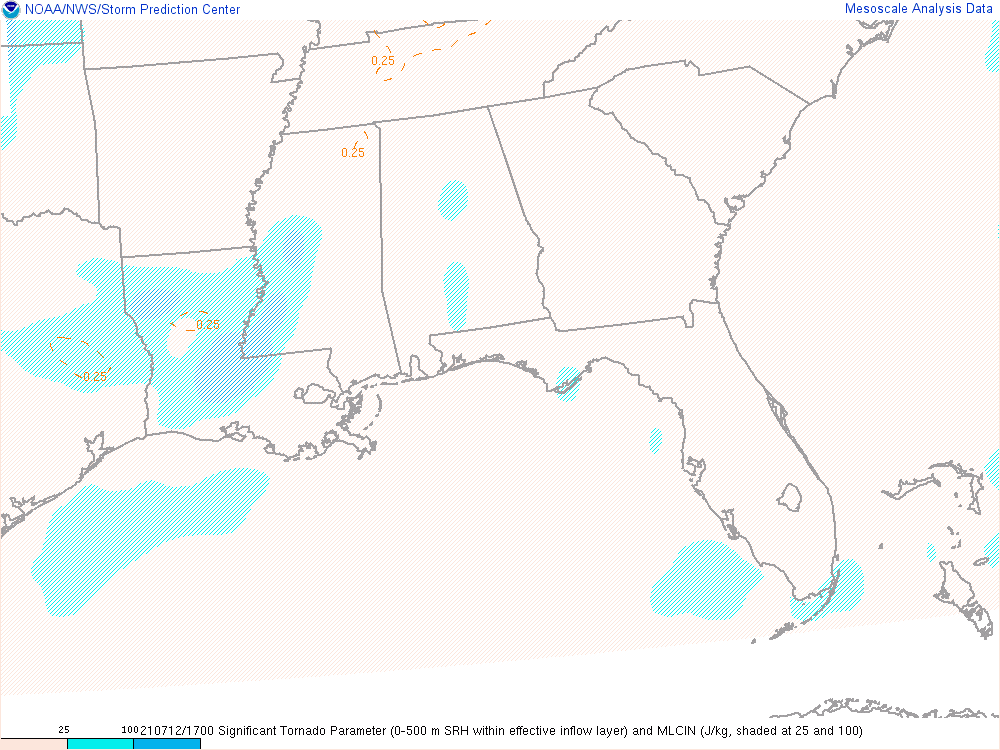 NOAA/NWS/Storm Prediction Center
Mesoscale Analysis Data
0.25
0.25
0.25
0.25
25
100
210712/1700 Significant Tornado Parameter (0-500 m SRH within effective inflow layer) and MLCIN (J/kg, shaded at 25 and 100)